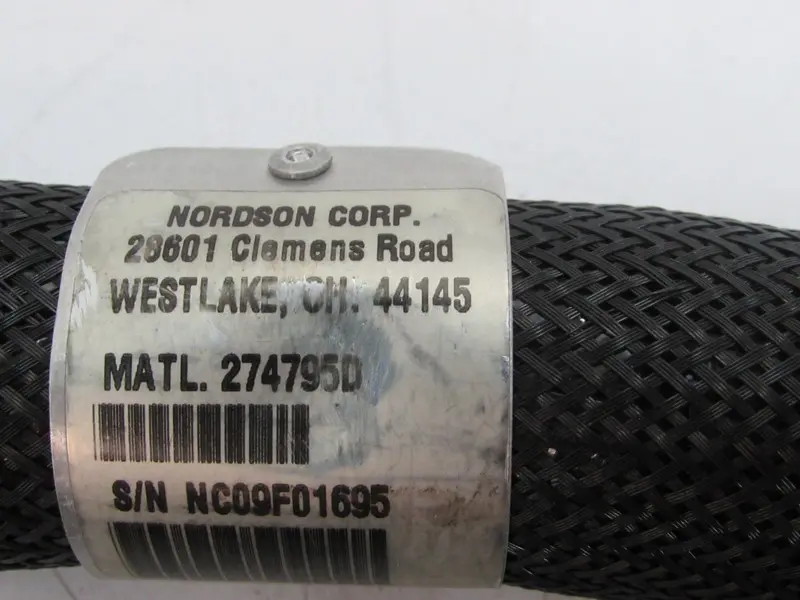 NORDSON CORP.
28601 Clemens Road
WESTLAKE, OH. 44145
MATL. 274795D
S/N NC09F01695